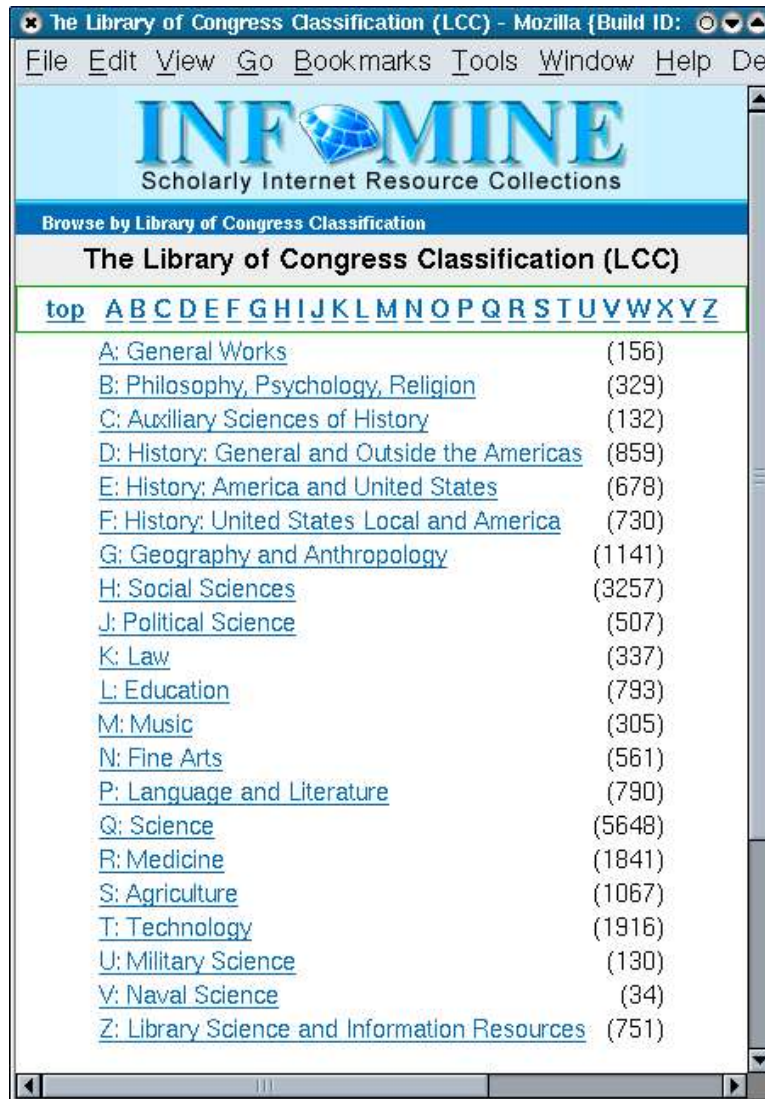 The Library of Congress Classification (LCC) - Mozilla {Build ID:
File Edit View Go Bookmarks Tools Window Help De
INFOMINE
Scholarly Internet Resource Collections
Browse by Library of Congress Classification
The Library of Congress Classification (LCC)
top A B C D E F G H I J K L M N O P Q R S T U V W X Y Z
A: General Works (156)
B: Philosophy, Psychology, Religion (329)
C: Auxiliary Sciences of History (132)
D: History: General and Outside the Americas (859)
E: History: America and United States (678)
F: History: United States Local and America (730)
G: Geography and Anthropology (1141)
H: Social Sciences (3257)
J: Political Science (507)
K: Law (337)
L: Education (793)
M: Music (305)
N: Fine Arts (561)
P: Language and Literature (790)
Q: Science (5648)
R: Medicine (1841)
S: Agriculture (1067)
T: Technology (1916)
U: Military Science (130)
V: Naval Science (34)
Z: Library Science and Information Resources (751)